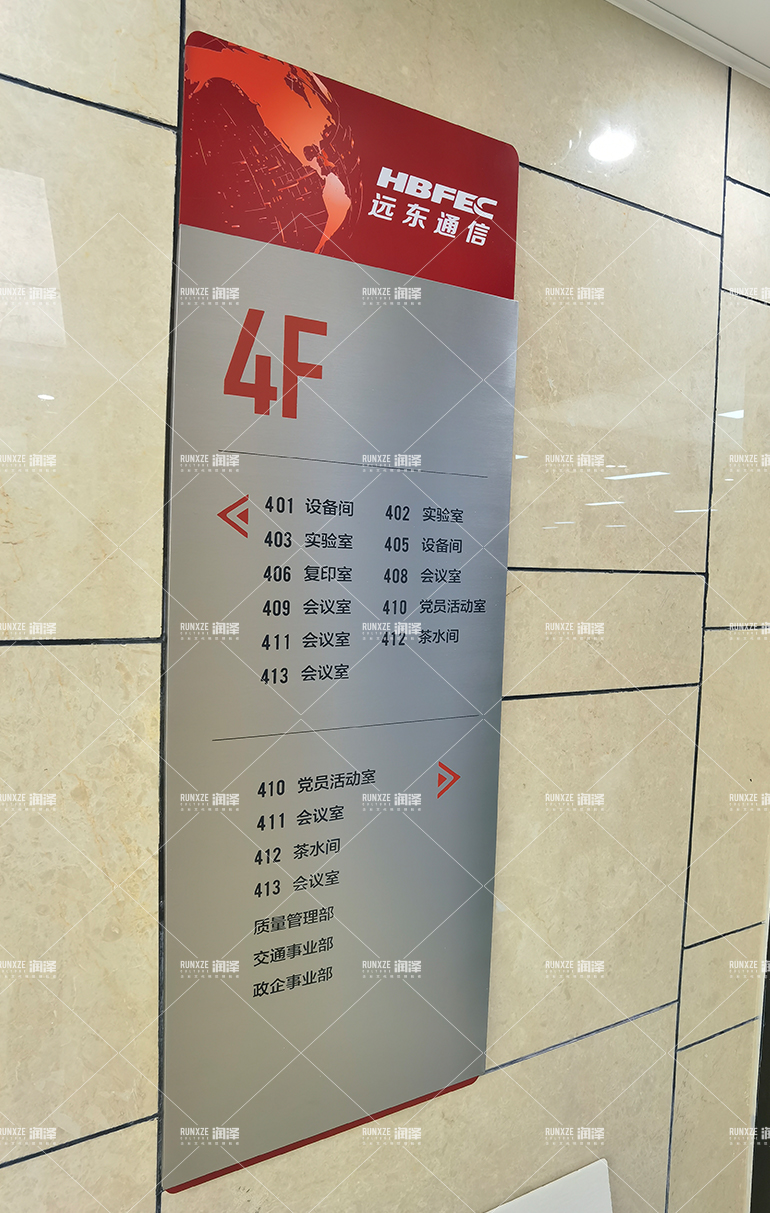 HBFEC
远东通信
4F
401 设备间 402 实验室
403 实验室 405 设备间
406 复印室 408 会议室
409 会议室 410 党员活动室
411 会议室 412 茶水间
413 会议室
410 党员活动室
411 会议室
412 茶水间
413 会议室
质量管理部
交通事业部
政企事业部
RUNXZE 润泽